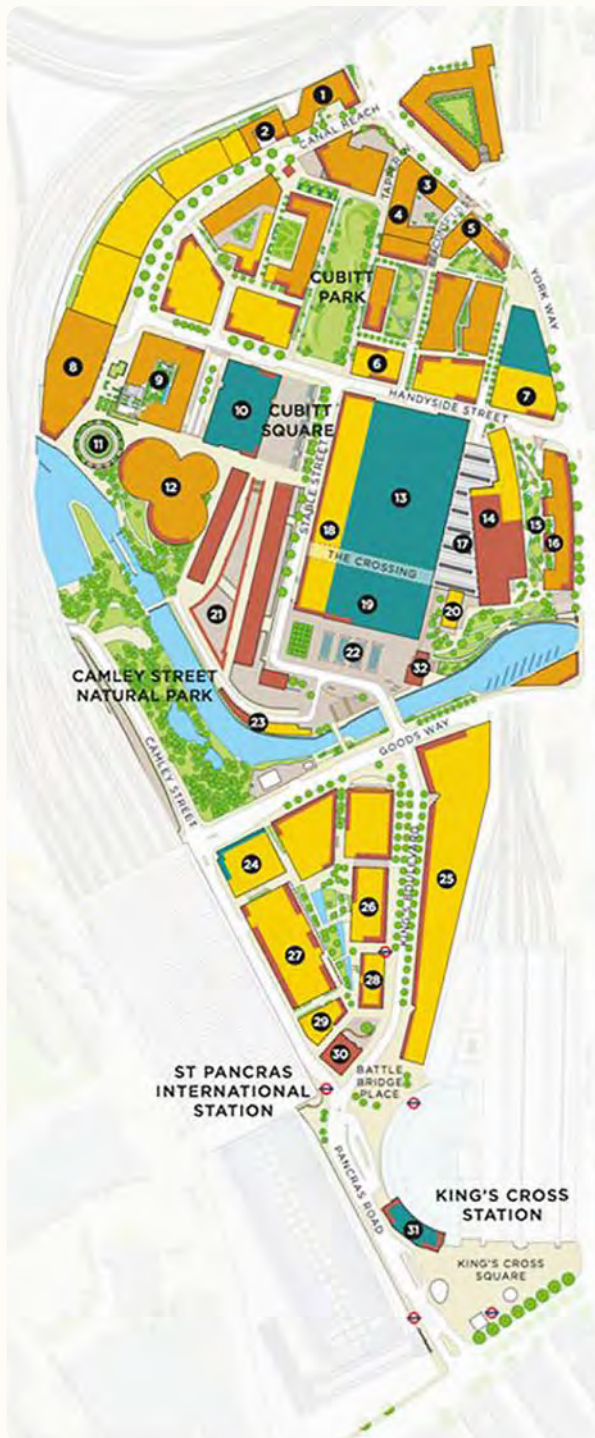 1
2
CANAL REACH
3
4
5
YORK WAY
CUBITT
PARK
6
7
8
9
10
CUBITT
SQUARE
HANDYSIDE STREET
11
12
STABLE STREET
13
14
15
16
17
18
THE CROSSING
19
20
21
22
32
CAMLEY STREET
NATURAL PARK
23
GOODS WAY
CAMLEY STREET
24
25
KING'S BOULEVARD
26
27
28
29
30
ST PANCRAS
INTERNATIONAL
STATION
BATTLE
BRIDGE
PLACE
PANCRAS ROAD
KING'S CROSS
STATION
31
KING'S CROSS
SQUARE